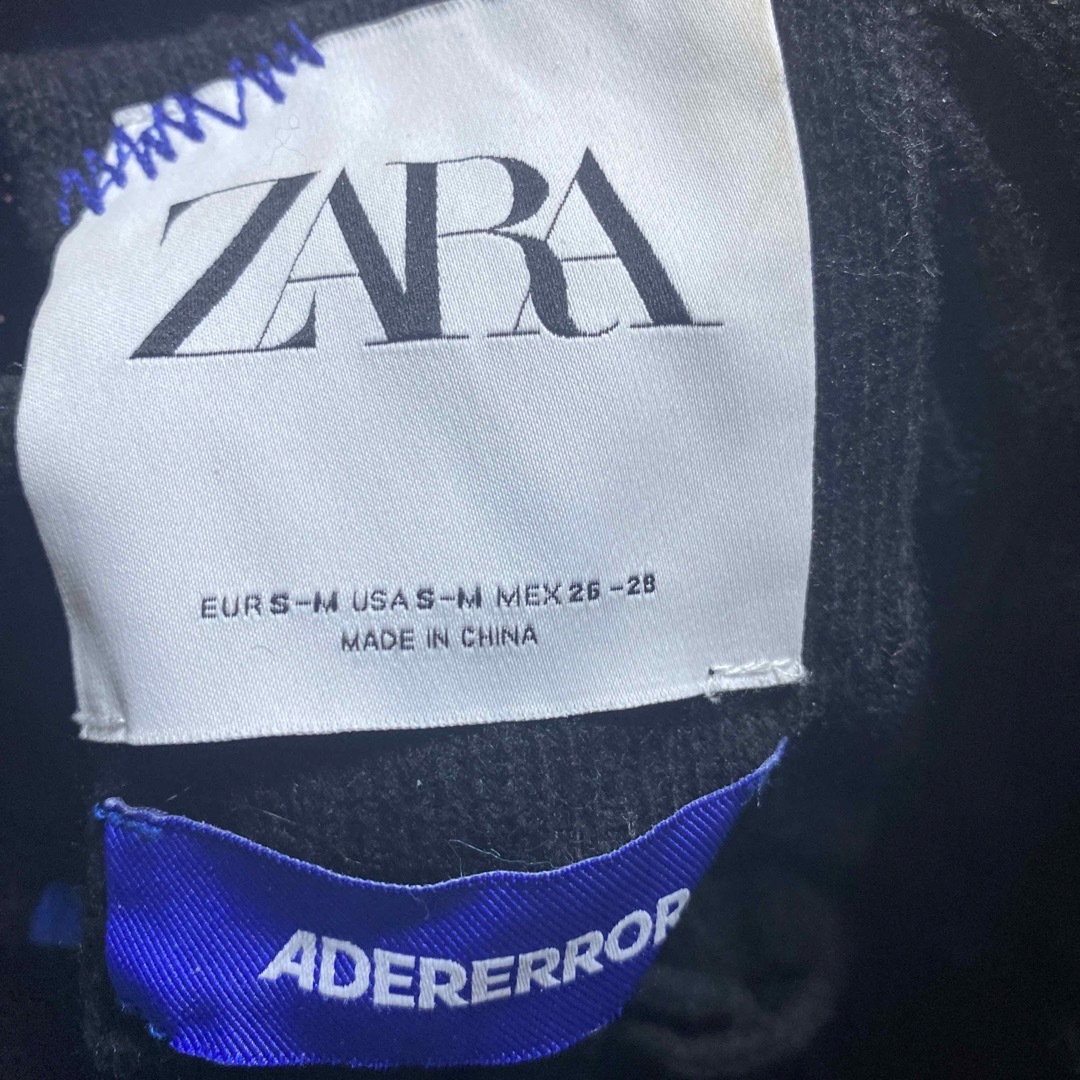 ZARA
EUR S-M USA S-M MEX 26-28
MADE IN CHINA
ADERERROR